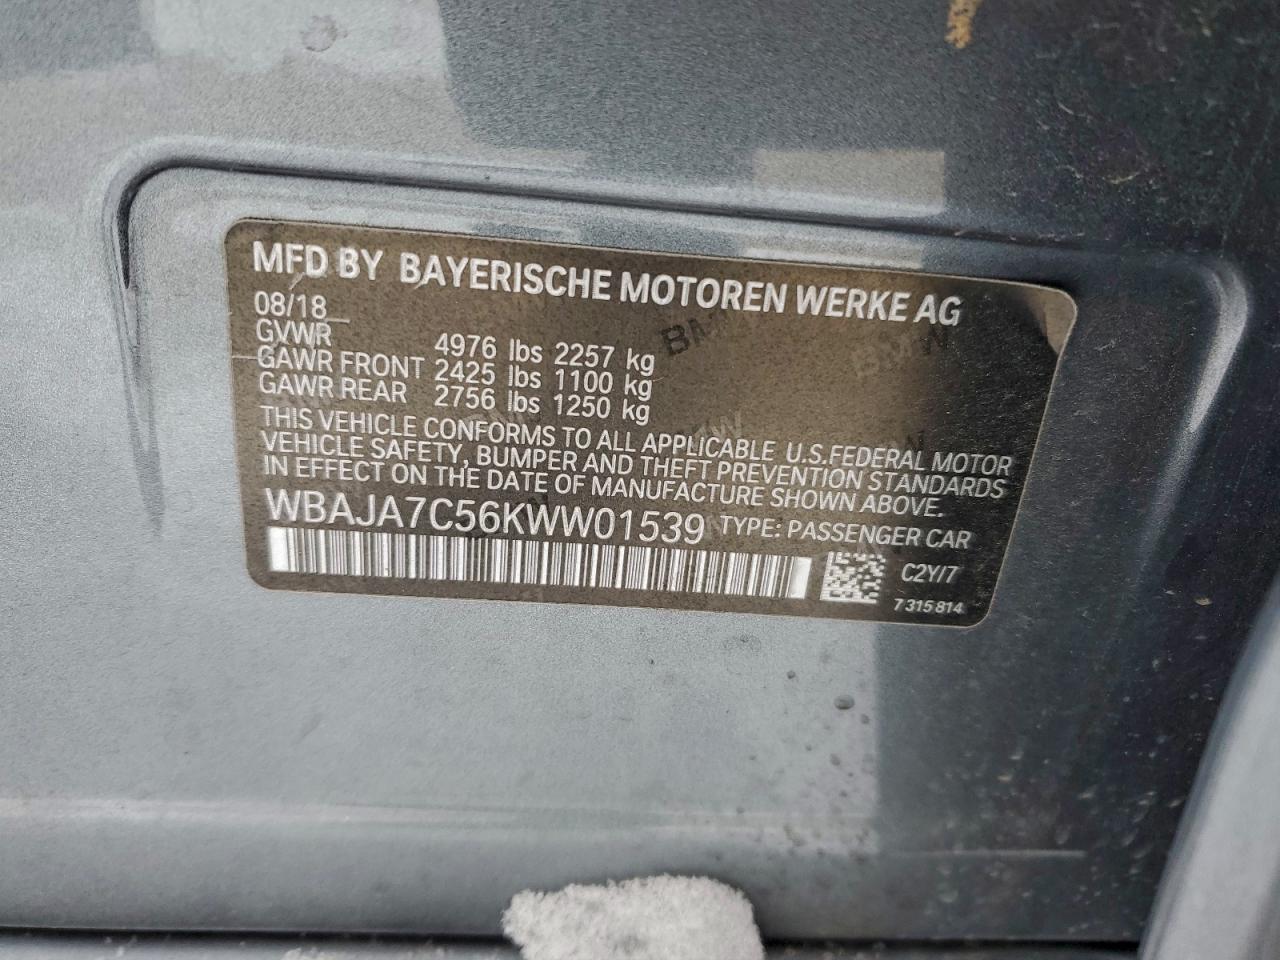 MFD BY BAYERISCHE MOTOREN WERKE AG
08/18
GVWR 4976 lbs 2257 kg
GAWR FRONT 2425 lbs 1100 kg
GAWR REAR 2756 lbs 1250 kg
THIS VEHICLE CONFORMS TO ALL APPLICABLE U.S.FEDERAL MOTOR
VEHICLE SAFETY, BUMPER AND THEFT PREVENTION STANDARDS
IN EFFECT ON THE DATE OF MANUFACTURE SHOWN ABOVE.
WBAJA7C56KWW01539 TYPE: PASSENGER CAR
C2Y/7
7 315 814